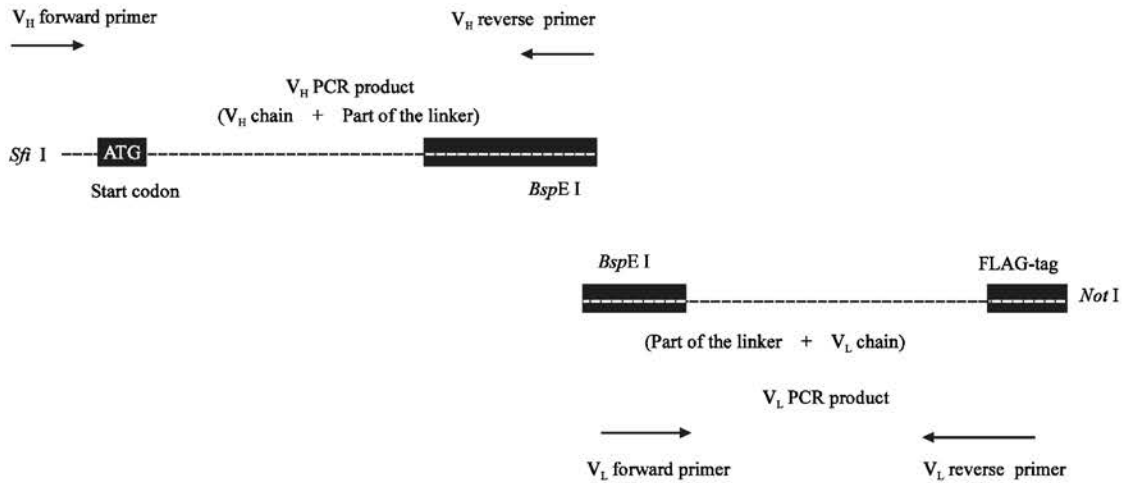 VH forward primer
VH reverse primer
VH PCR product
(VH chain + Part of the linker)
Sfi I
ATG
Start codon
BspE I
BspE I
FLAG-tag
Not I
(Part of the linker + VL chain)
VL PCR product
VL forward primer
VL reverse primer